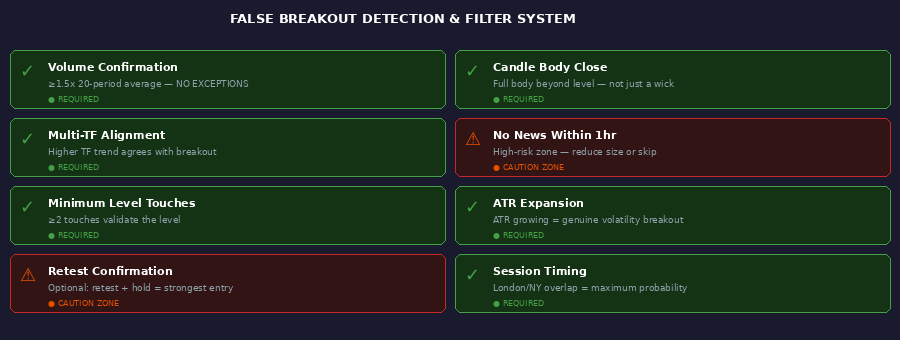 FALSE BREAKOUT DETECTION & FILTER SYSTEM
✓ Volume Confirmation
≥1.5x 20-period average — NO EXCEPTIONS
● REQUIRED
✓ Candle Body Close
Full body beyond level — not just a wick
● REQUIRED
✓ Multi-TF Alignment
Higher TF trend agrees with breakout
● REQUIRED
⚠ No News Within 1hr
High-risk zone — reduce size or skip
● CAUTION ZONE
✓ Minimum Level Touches
≥2 touches validate the level
● REQUIRED
✓ ATR Expansion
ATR growing = genuine volatility breakout
● REQUIRED
⚠ Retest Confirmation
Optional: retest + hold = strongest entry
● CAUTION ZONE
✓ Session Timing
London/NY overlap = maximum probability
● REQUIRED